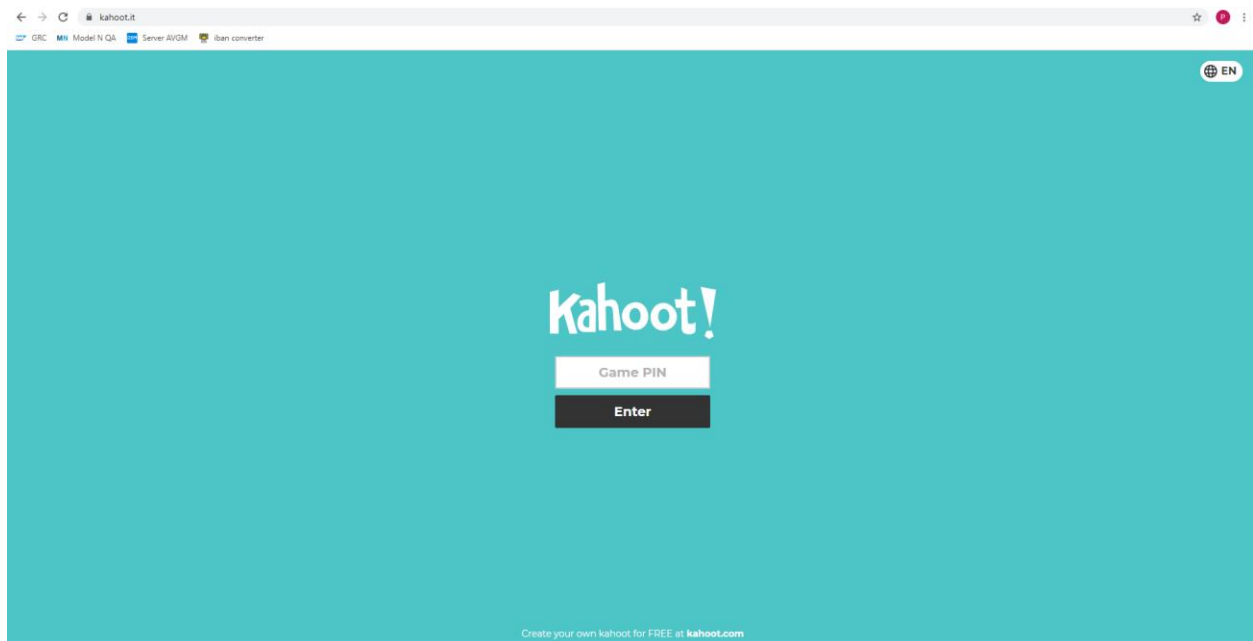 kahoot.it
P
GRC MN Model N QA Server AVGM iban converter
EN
Kahoot!
Game PIN
Enter
Create your own kahoot for FREE at kahoot.com